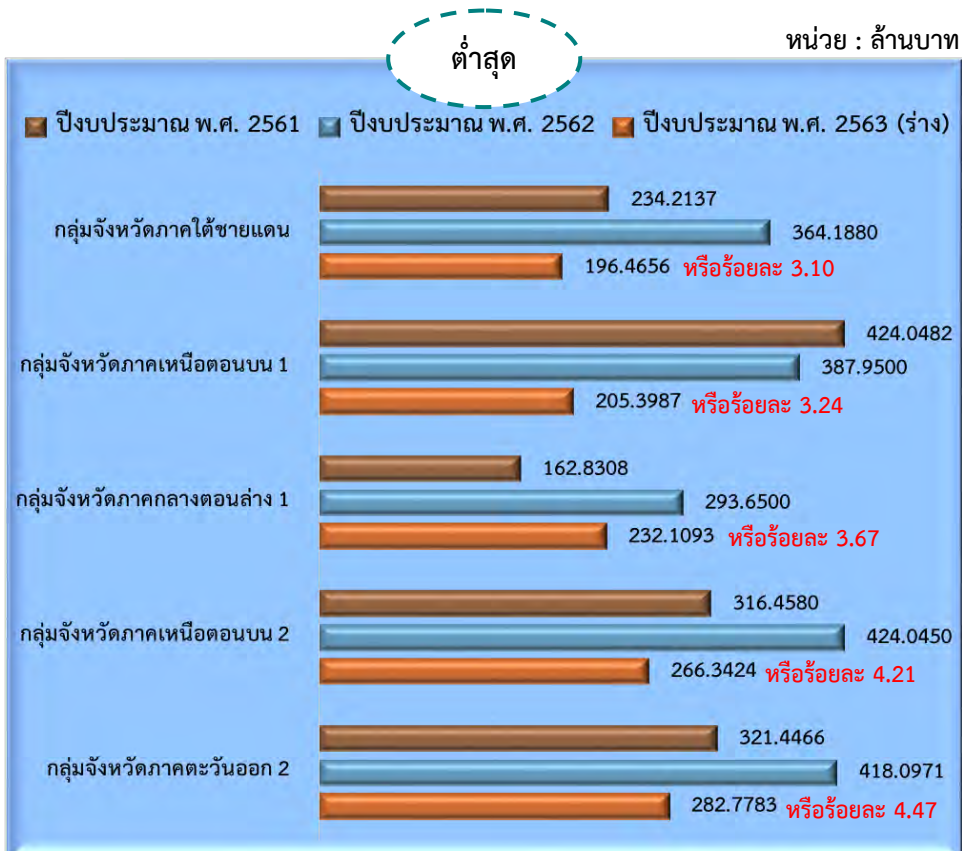 ต่ำสุด
หน่วย : ล้านบาท
ปีงบประมาณ พ.ศ. 2561 ปีงบประมาณ พ.ศ. 2562 ปีงบประมาณ พ.ศ. 2563 (ร่าง)
234.2137
กลุ่มจังหวัดภาคใต้ชายแดน 364.1880
196.4656 หรือร้อยละ 3.10
424.0482
กลุ่มจังหวัดภาคเหนือตอนบน 1 387.9500
205.3987 หรือร้อยละ 3.24
162.8308
กลุ่มจังหวัดภาคกลางตอนล่าง 1 293.6500
232.1093 หรือร้อยละ 3.67
316.4580
กลุ่มจังหวัดภาคเหนือตอนบน 2 424.0450
266.3424 หรือร้อยละ 4.21
321.4466
กลุ่มจังหวัดภาคตะวันออก 2 418.0971
282.7783 หรือร้อยละ 4.47